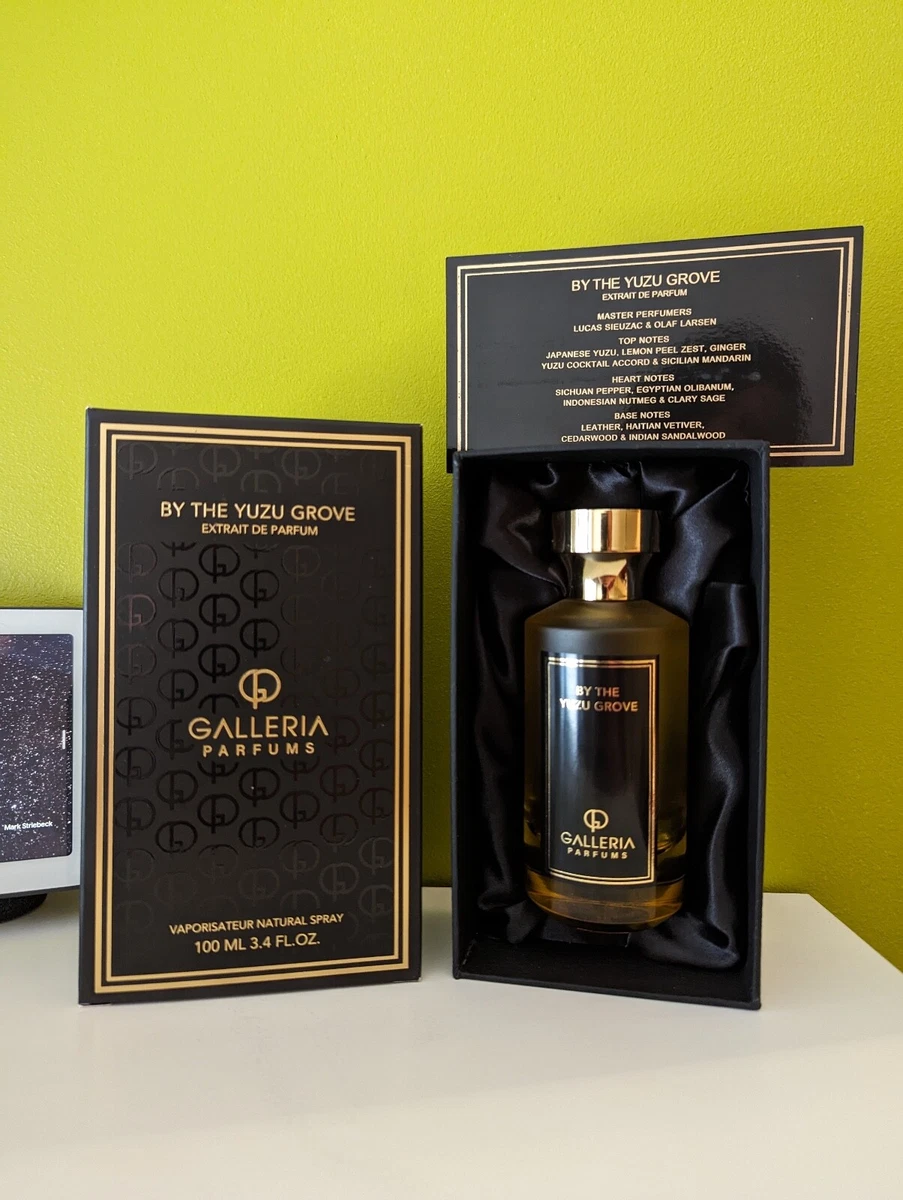 BY THE YUZU GROVE
EXTRAIT DE PARFUM
MASTER PERFUMERS
LUCAS SIEUZAC & OLAF LARSEN
TOP NOTES
JAPANESE YUZU, LEMON PEEL ZEST, GINGER
YUZU COCKTAIL ACCORD & SICILIAN MANDARIN
HEART NOTES
SICHUAN PEPPER, EGYPTIAN OLIBANUM,
INDONESIAN NUTMEG & CLARY SAGE
BASE NOTES
LEATHER, HAITIAN VETIVER,
CEDARWOOD & INDIAN SANDALWOOD
BY THE YUZU GROVE
EXTRAIT DE PARFUM
GALLERIA
PARFUMS
VAPORISATEUR NATURAL SPRAY
100 ML 3.4 FL.OZ.
BY THE
YUZU GROVE
GALLERIA
PARFUMS
Mark Striebeck